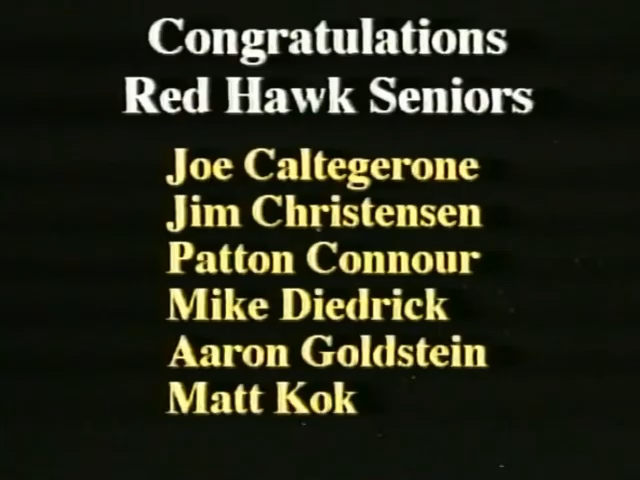 Congratulations
Red Hawk Seniors
Joe Caltegerone
Jim Christensen
Patton Connour
Mike Diedrick
Aaron Goldstein
Matt Kok